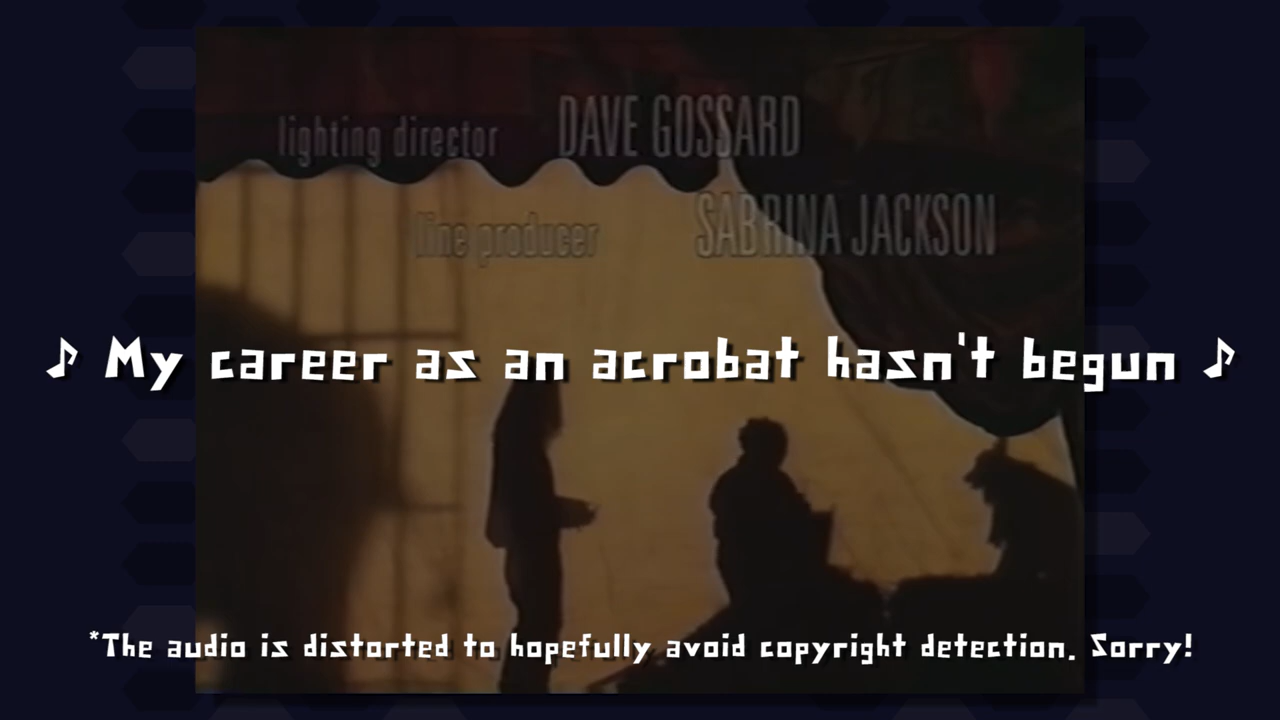 lighting director DAVE GOSSARD
line producer SABRINA JACKSON
♪ My career as an acrobat hasn't begun ♪
*The audio is distorted to hopefully avoid copyright detection. Sorry!